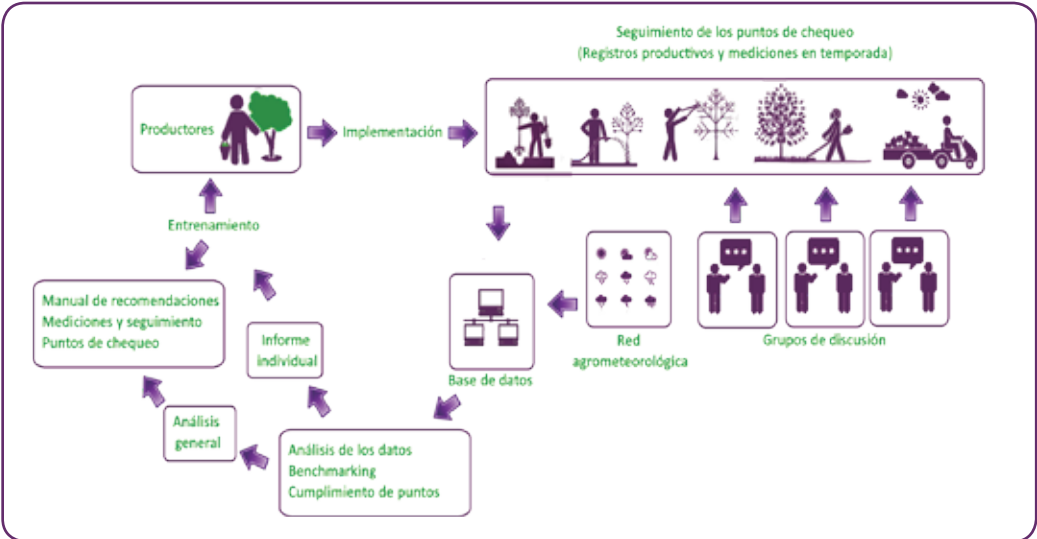 Seguimiento de los puntos de chequeo
(Registros productivos y mediciones en temporada)
Productores
Implementación
Entrenamiento
Manual de recomendaciones
Mediciones y seguimiento
Puntos de chequeo
Informe
individual
Base de datos
Red
agrometeorológica
Grupos de discusión
Análisis
general
Análisis de los datos
Benchmarking
Cumplimiento de puntos